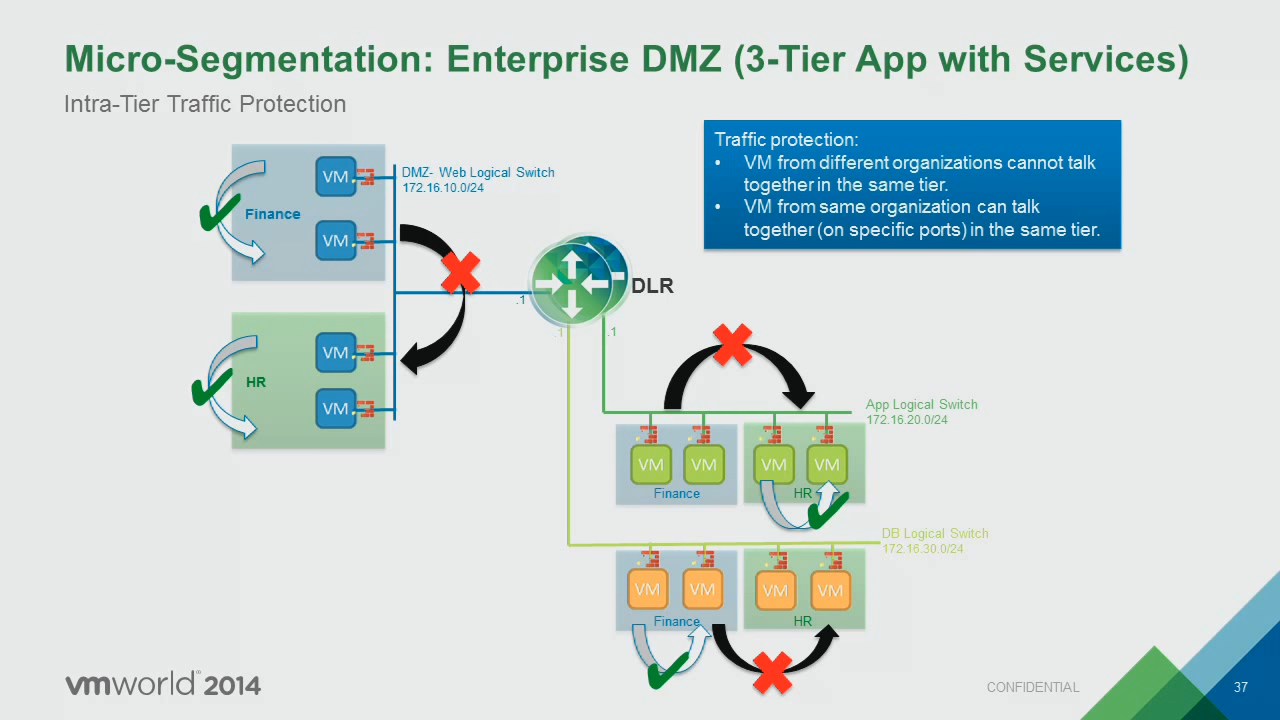 Micro-Segmentation: Enterprise DMZ (3-Tier App with Services)
Intra-Tier Traffic Protection
Traffic protection:
• VM from different organizations cannot talk
together in the same tier.
• VM from same organization can talk
together (on specific ports) in the same tier.
VM
DMZ- Web Logical Switch
172.16.10.0/24
Finance
VM
DLR
.1
.1
.1
VM
HR
VM
App Logical Switch
172.16.20.0/24
VM VM VM VM
Finance HR
DB Logical Switch
172.16.30.0/24
VM VM VM VM
Finance HR
vmworld® 2014
CONFIDENTIAL 37